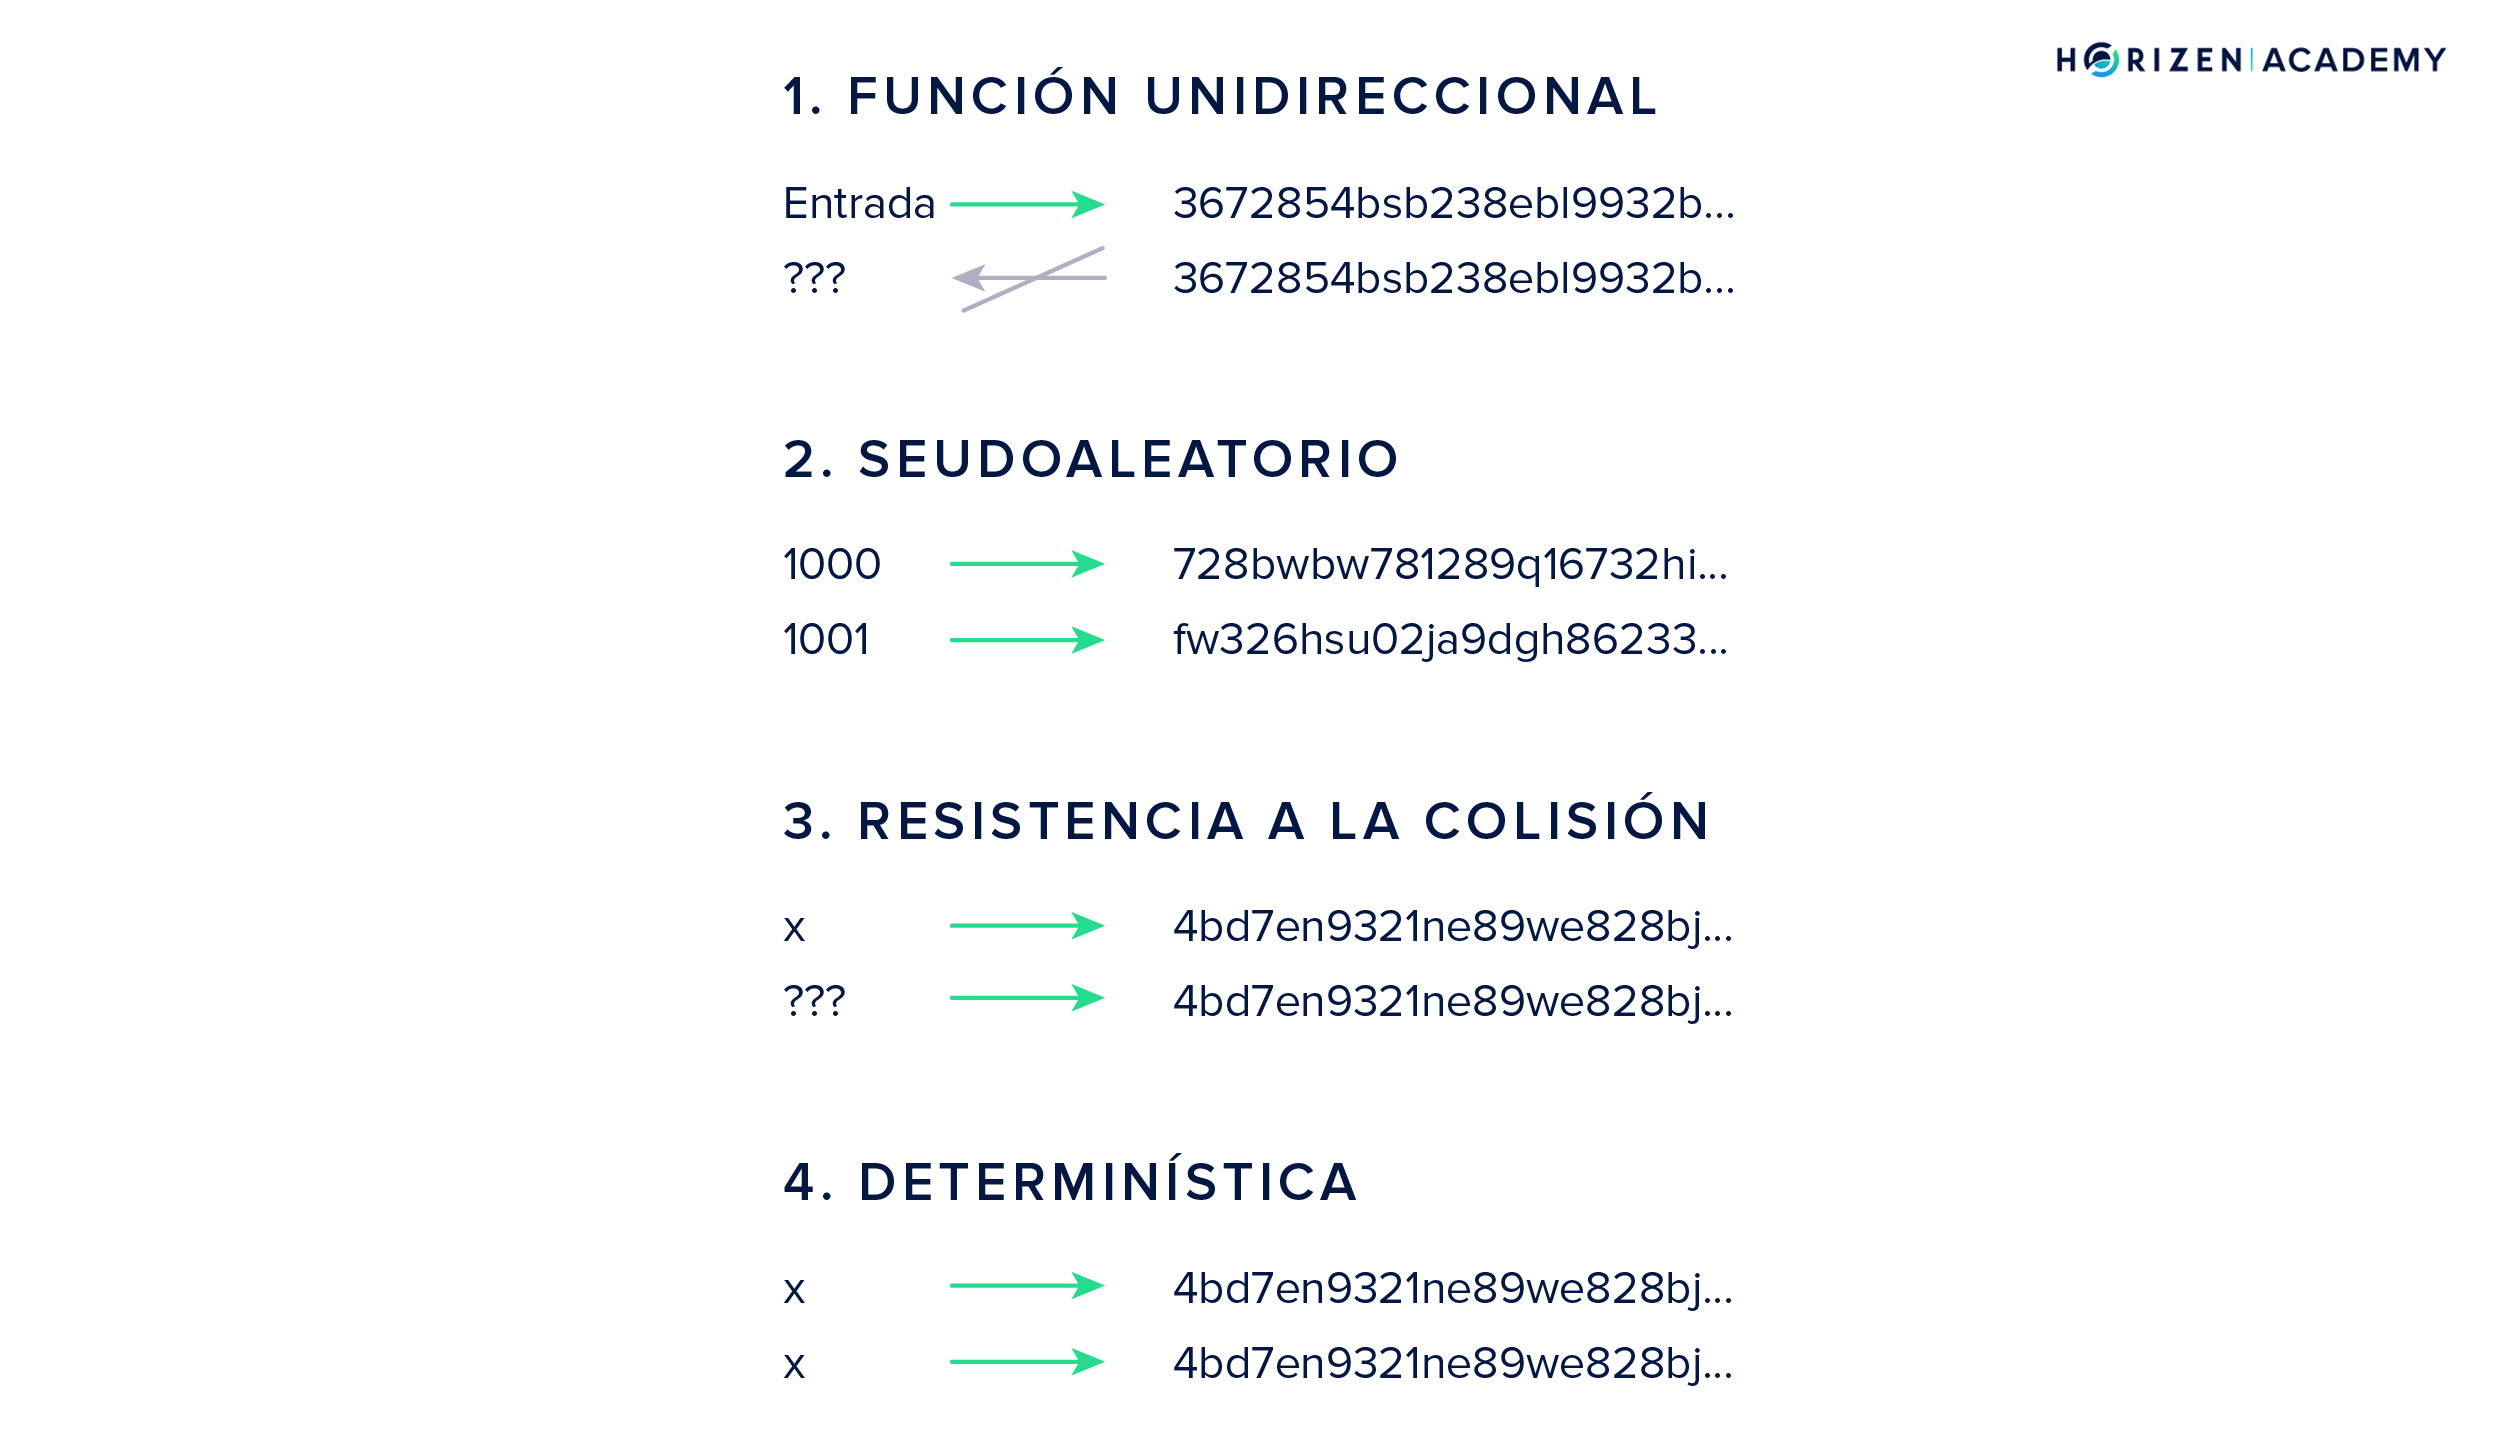 HORIZEN ACADEMY
1. FUNCIÓN UNIDIRECCIONAL
Entrada 3672854bsb238ebl9932b...
??? 3672854bsb238ebl9932b...
2. SEUDOALEATORIO
1000 728bwbw781289q16732hi...
1001 fw326hsu02ja9dgh86233...
3. RESISTENCIA A LA COLISIÓN
x 4bd7en9321ne89we828bj...
??? 4bd7en9321ne89we828bj...
4. DETERMINÍSTICA
x 4bd7en9321ne89we828bj...
x 4bd7en9321ne89we828bj...